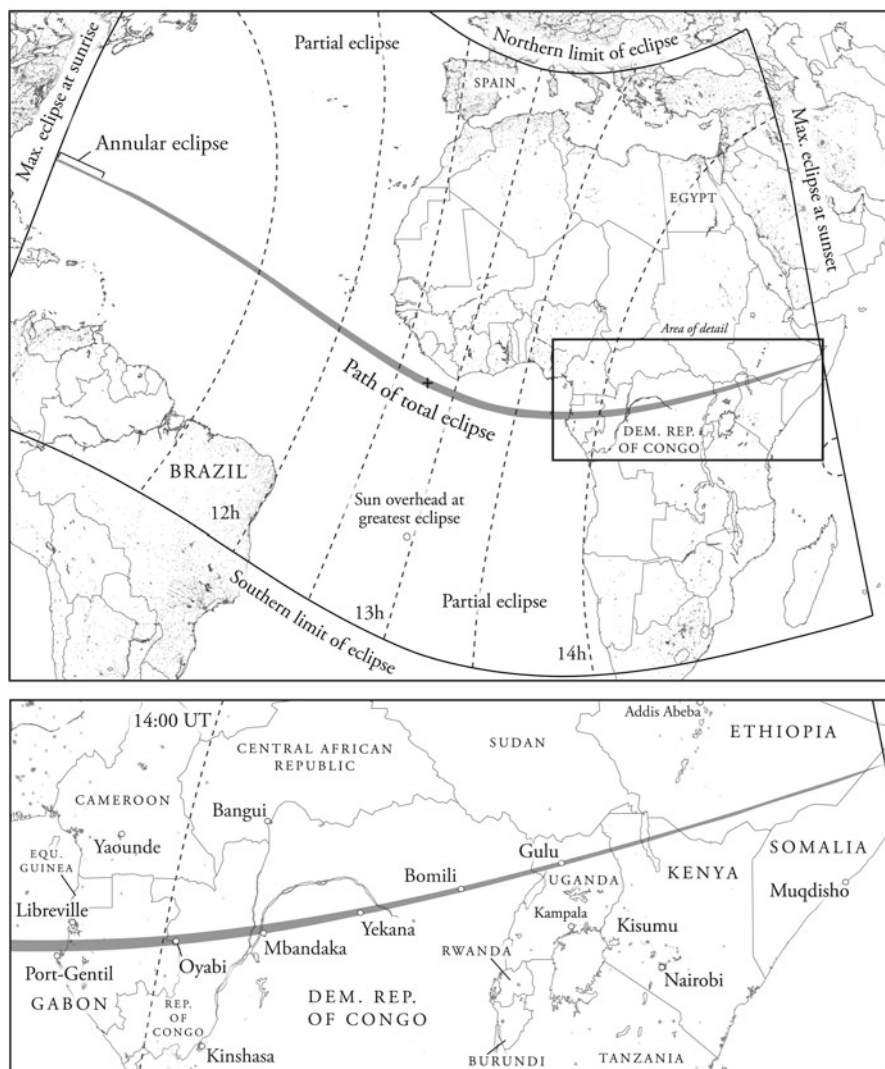 Partial eclipse
Northern limit of eclipse
SPAIN
Max. eclipse at sunrise
Annular eclipse
Max. eclipse at sunset
EGYPT
Area of detail
Path of total eclipse
DEM. REP.
OF CONGO
BRAZIL
Sun overhead at
greatest eclipse
12h
Southern limit of eclipse
13h
Partial eclipse
14h
14:00 UT
Addis Abeba
ETHIOPIA
SUDAN
CENTRAL AFRICAN
REPUBLIC
CAMEROON
Bangui
Yaounde
EQU.
GUINEA
Gulu
SOMALIA
KENYA
UGANDA
Bomili
Muqdisho
Libreville
Kampala
Kisumu
Yekana
Mbandaka
RWANDA
Oyabi
Port-Gentil
Nairobi
GABON
REP.
OF
CONGO
DEM. REP.
OF CONGO
Kinshasa
BURUNDI
TANZANIA